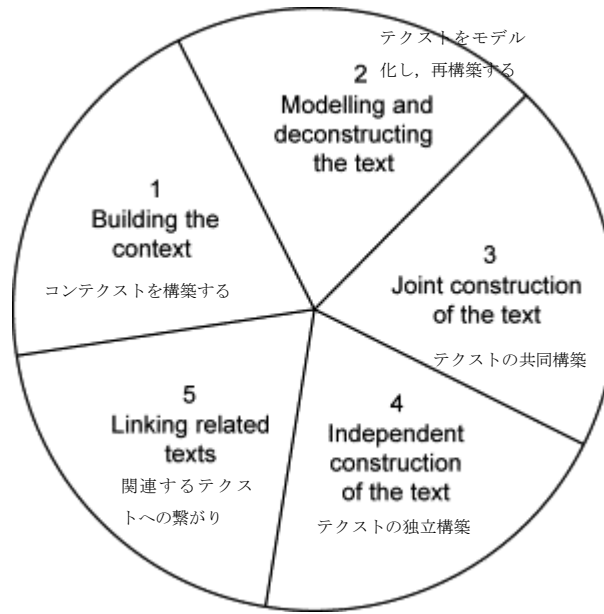 1
Building the
context
コンテクストを構築する
テクストをモデル
化し，再構築する
2
Modelling and
deconstructing
the text
3
Joint construction
of the text
テクストの共同構築
4
Independent
construction
of the text
テクストの独立構築
5
Linking related
texts
関連するテクス
トへの繋がり